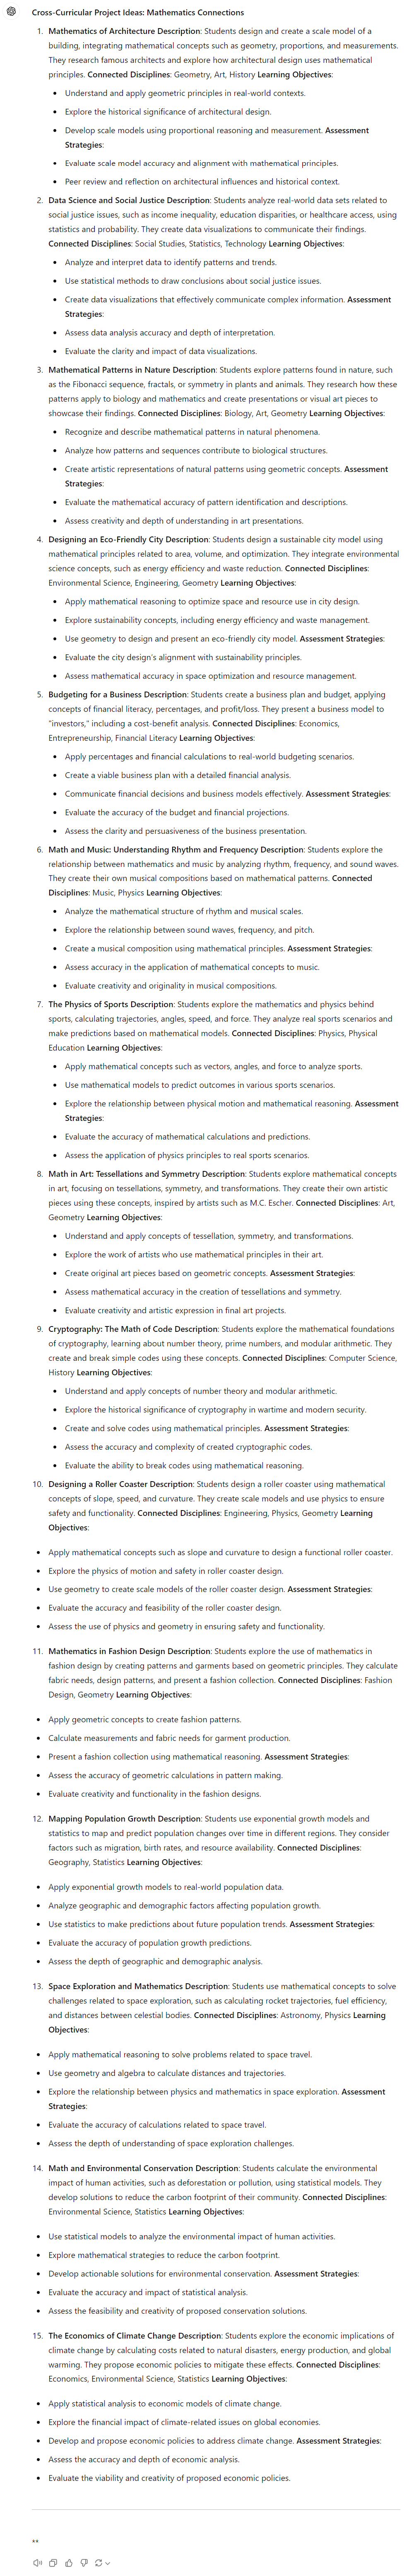 Cross-Curricular Project Ideas: Mathematics Connections
1. Mathematics of Architecture Description: Students design and create a scale model of a
building, integrating mathematical concepts such as geometry, proportions, and measurements.
They research famous architects and explore how architectural design uses mathematical
principles. Connected Disciplines: Geometry, Art, History Learning Objectives:
• Understand and apply geometric principles in real-world contexts.
• Explore the historical significance of architectural design.
• Develop scale models using proportional reasoning and measurement. Assessment
Strategies:
• Evaluate scale model accuracy and alignment with mathematical principles.
• Peer review and reflection on architectural influences and historical context.
2. Data Science and Social Justice Description: Students analyze real-world data sets related to
social justice issues, such as income inequality, education disparities, or healthcare access, using
statistics and probability. They create data visualizations to communicate their findings.
Connected Disciplines: Social Studies, Statistics, Technology Learning Objectives:
• Analyze and interpret data to identify patterns and trends.
• Use statistical methods to draw conclusions about social justice issues.
• Create data visualizations that effectively communicate complex information. Assessment
Strategies:
• Assess data analysis accuracy and depth of interpretation.
• Evaluate the clarity and impact of data visualizations.
3. Mathematical Patterns in Nature Description: Students explore patterns found in nature, such
as the Fibonacci sequence, fractals, or symmetry in plants and animals. They research how these
patterns apply to biology and mathematics and create presentations or visual art pieces to
showcase their findings. Connected Disciplines: Biology, Art, Geometry Learning Objectives:
• Recognize and describe mathematical patterns in natural phenomena.
• Analyze how patterns and sequences contribute to biological structures.
• Create artistic representations of natural patterns using geometric concepts. Assessment
Strategies:
• Evaluate the mathematical accuracy of pattern identification and descriptions.
• Assess creativity and depth of understanding in art presentations.
4. Designing an Eco-Friendly City Description: Students design a sustainable city model using
mathematical principles related to area, volume, and optimization. They integrate environmental
science concepts, such as energy efficiency and waste reduction. Connected Disciplines:
Environmental Science, Engineering, Geometry Learning Objectives:
• Apply mathematical reasoning to optimize space and resource use in city design.
• Explore sustainability concepts, including energy efficiency and waste management.
• Use geometry to design and present an eco-friendly city model. Assessment Strategies:
• Evaluate the city design's alignment with sustainability principles.
• Assess mathematical accuracy in space optimization and resource management.
5. Budgeting for a Business Description: Students create a business plan and budget, applying
concepts of financial literacy, percentages, and profit/loss. They present a business model to
"investors," including a cost-benefit analysis. Connected Disciplines: Economics,
Entrepreneurship, Financial Literacy Learning Objectives:
• Apply percentages and financial calculations to real-world budgeting scenarios.
• Create a viable business plan with a detailed financial analysis.
• Communicate financial decisions and business models effectively. Assessment Strategies:
• Evaluate the accuracy of the budget and financial projections.
• Assess the clarity and persuasiveness of the business presentation.
6. Math and Music: Understanding Rhythm and Frequency Description: Students explore the
relationship between mathematics and music by analyzing rhythm, frequency, and sound waves.
They create their own musical compositions based on mathematical patterns. Connected
Disciplines: Music, Physics Learning Objectives:
• Analyze the mathematical structure of rhythm and musical scales.
• Explore the relationship between sound waves, frequency, and pitch.
• Create a musical composition using mathematical principles. Assessment Strategies:
• Assess accuracy in the application of mathematical concepts to music.
• Evaluate creativity and originality in musical compositions.
7. The Physics of Sports Description: Students explore the mathematics and physics behind
sports, calculating trajectories, angles, speed, and force. They analyze real sports scenarios and
make predictions based on mathematical models. Connected Disciplines: Physics, Physical
Education Learning Objectives:
• Apply mathematical concepts such as vectors, angles, and force to analyze sports.
• Use mathematical models to predict outcomes in various sports scenarios.
• Explore the relationship between physical motion and mathematical reasoning. Assessment
Strategies:
• Evaluate the accuracy of mathematical calculations and predictions.
• Assess the application of physics principles to real sports scenarios.
8. Math in Art: Tessellations and Symmetry Description: Students explore mathematical concepts
in art, focusing on tessellations, symmetry, and transformations. They create their own artistic
pieces using these concepts, inspired by artists such as M.C. Escher. Connected Disciplines: Art,
Geometry Learning Objectives:
• Understand and apply concepts of tessellation, symmetry, and transformations.
• Explore the work of artists who use mathematical principles in their art.
• Create original art pieces based on geometric concepts. Assessment Strategies:
• Assess mathematical accuracy in the creation of tessellations and symmetry.
• Evaluate creativity and artistic expression in final art projects.
9. Cryptography: The Math of Code Description: Students explore the mathematical foundations
of cryptography, learning about number theory, prime numbers, and modular arithmetic. They
create and break simple codes using these concepts. Connected Disciplines: Computer Science,
History Learning Objectives:
• Understand and apply concepts of number theory and modular arithmetic.
• Explore the historical significance of cryptography in wartime and modern security.
• Create and solve codes using mathematical principles. Assessment Strategies:
• Assess the accuracy and complexity of created cryptographic codes.
• Evaluate the ability to break codes using mathematical reasoning.
10. Designing a Roller Coaster Description: Students design a roller coaster using mathematical
concepts of slope, speed, and curvature. They create scale models and use physics to ensure
safety and functionality. Connected Disciplines: Engineering, Physics, Geometry Learning
Objectives:
• Apply mathematical concepts such as slope and curvature to design a functional roller coaster.
• Explore the physics of motion and safety in roller coaster design.
• Use geometry to create scale models of the roller coaster design. Assessment Strategies:
• Evaluate the accuracy and feasibility of the roller coaster design.
• Assess the use of physics and geometry in ensuring safety and functionality.
11. Mathematics in Fashion Design Description: Students explore the use of mathematics in
fashion design by creating patterns and garments based on geometric principles. They calculate
fabric needs, design patterns, and present a fashion collection. Connected Disciplines: Fashion
Design, Geometry Learning Objectives:
• Apply geometric concepts to create fashion patterns.
• Calculate measurements and fabric needs for garment production.
• Present a fashion collection using mathematical reasoning. Assessment Strategies:
• Assess the accuracy of geometric calculations in pattern making.
• Evaluate creativity and functionality in the fashion designs.
12. Mapping Population Growth Description: Students use exponential growth models and
statistics to map and predict population changes over time in different regions. They consider
factors such as migration, birth rates, and resource availability. Connected Disciplines:
Geography, Statistics Learning Objectives:
• Apply exponential growth models to real-world population data.
• Analyze geographic and demographic factors affecting population growth.
• Use statistics to make predictions about future population trends. Assessment Strategies:
• Evaluate the accuracy of population growth predictions.
• Assess the depth of geographic and demographic analysis.
13. Space Exploration and Mathematics Description: Students use mathematical concepts to solve
challenges related to space exploration, such as calculating rocket trajectories, fuel efficiency,
and distances between celestial bodies. Connected Disciplines: Astronomy, Physics Learning
Objectives:
• Apply mathematical reasoning to solve problems related to space travel.
• Use geometry and algebra to calculate distances and trajectories.
• Explore the relationship between physics and mathematics in space exploration. Assessment
Strategies:
• Evaluate the accuracy of calculations related to space travel.
• Assess the depth of understanding of space exploration challenges.
14. Math and Environmental Conservation Description: Students calculate the environmental
impact of human activities, such as deforestation or pollution, using statistical models. They
develop solutions to reduce the carbon footprint of their community. Connected Disciplines:
Environmental Science, Statistics Learning Objectives:
• Use statistical models to analyze the environmental impact of human activities.
• Explore mathematical strategies to reduce the carbon footprint.
• Develop actionable solutions for environmental conservation. Assessment Strategies:
• Evaluate the accuracy and impact of statistical analysis.
• Assess the feasibility and creativity of proposed conservation solutions.
15. The Economics of Climate Change Description: Students explore the economic implications of
climate change by calculating costs related to natural disasters, energy production, and global
warming. They propose economic policies to mitigate these effects. Connected Disciplines:
Economics, Environmental Science, Statistics Learning Objectives:
• Apply statistical analysis to economic models of climate change.
• Explore the financial impact of climate-related issues on global economies.
• Develop and propose economic policies to address climate change. Assessment Strategies:
• Assess the accuracy and depth of economic analysis.
• Evaluate the viability and creativity of proposed economic policies.
**